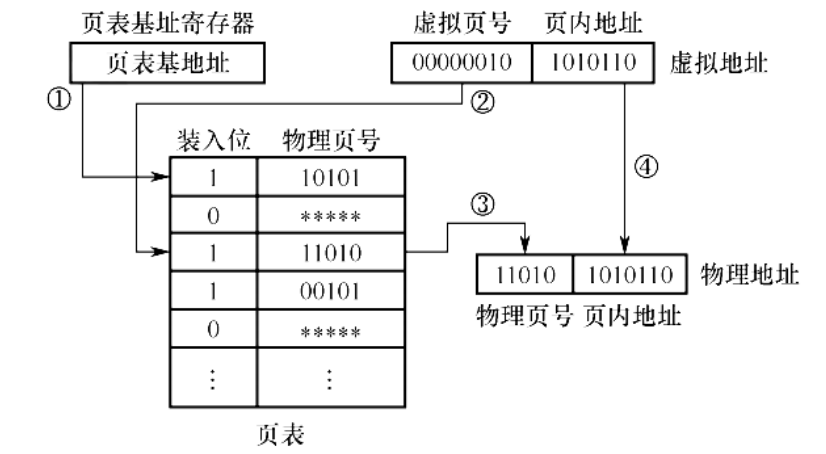 页表基址寄存器 虚拟页号 页内地址
页表基地址 00000010 1010110 虚拟地址
① ②
装入位 物理页号
1 10101 ④
0 ***** ③
1 11010
11010 1010110 物理地址
1 00101
物理页号 页内地址
0 *****
⋮ ⋮
页表